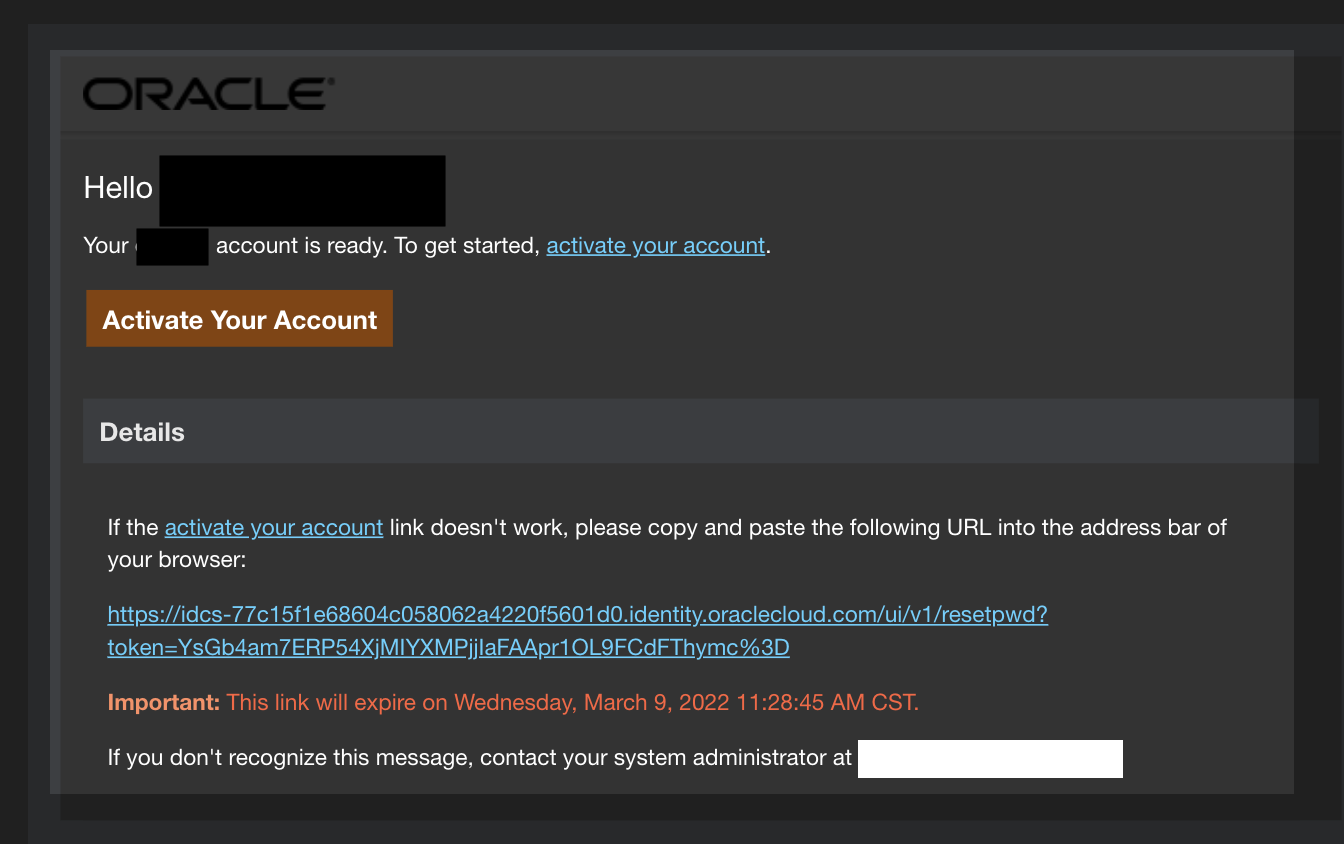 ORACLE®
Hello
Your account is ready. To get started, activate your account.
Activate Your Account
Details
If the activate your account link doesn't work, please copy and paste the following URL into the address bar of
your browser:
https://idcs-77c15f1e68604c058062a4220f5601d0.identity.oraclecloud.com/ui/v1/resetpwd?
token=YsGb4am7ERP54XjMIYXMPjjIaFAApr1OL9FCdFThymc%3D
Important: This link will expire on Wednesday, March 9, 2022 11:28:45 AM CST.
If you don't recognize this message, contact your system administrator at